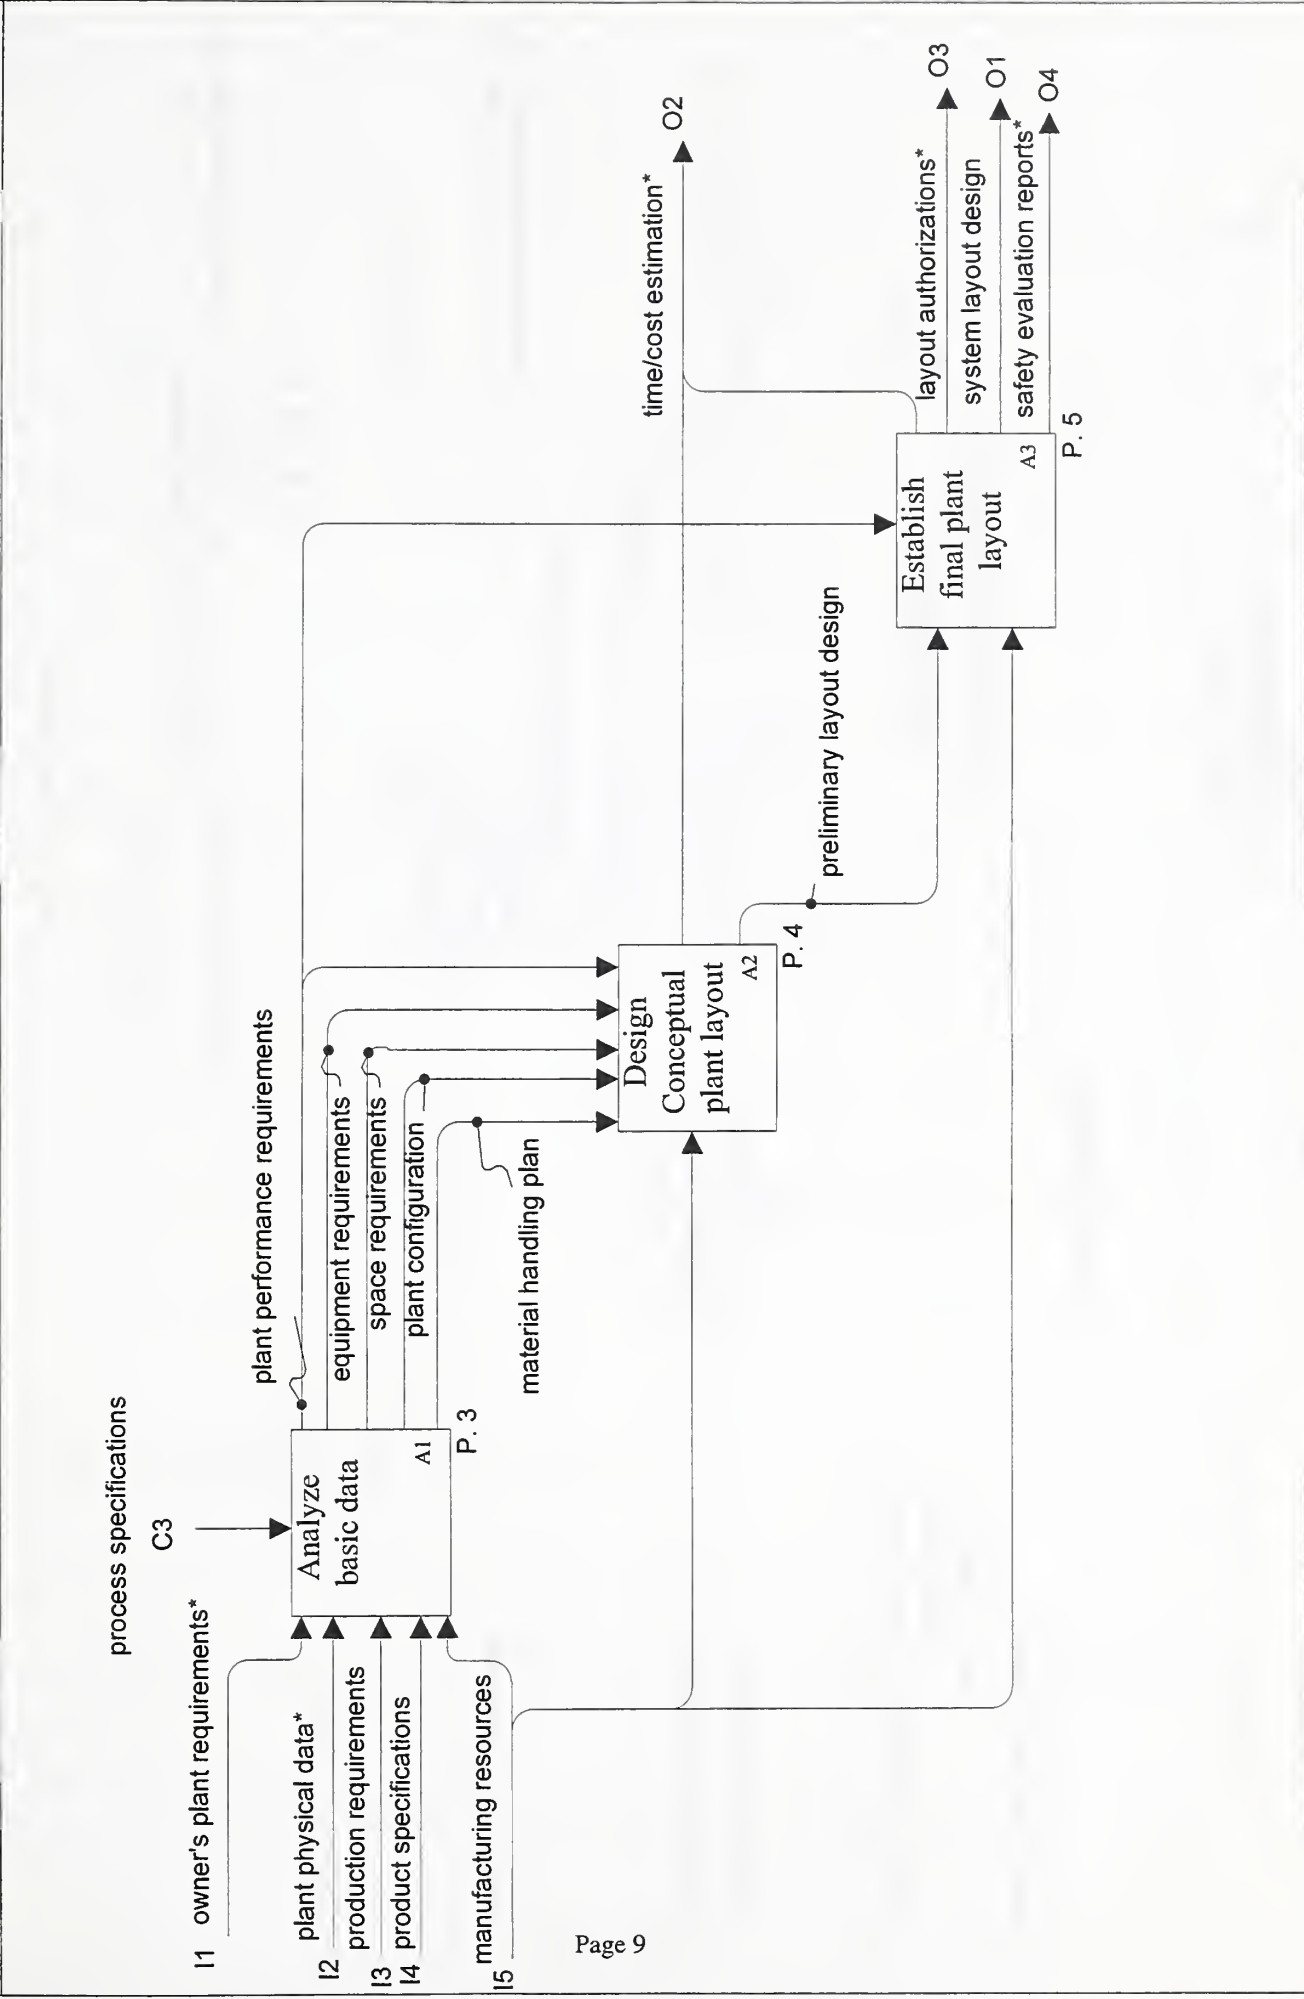 process specifications
C3
I1 owner's plant requirements*
I2 plant physical data*
I3 production requirements
I4 product specifications
I5 manufacturing resources
Analyze
basic data
A1
P. 3
plant performance requirements
equipment requirements
space requirements
plant configuration
material handling plan
Design
Conceptual
plant layout
A2
P. 4
preliminary layout design
time/cost estimation*
O2
Establish
final plant
layout
A3
P. 5
layout authorizations*
O3
system layout design
O1
safety evaluation reports*
O4
Page 9